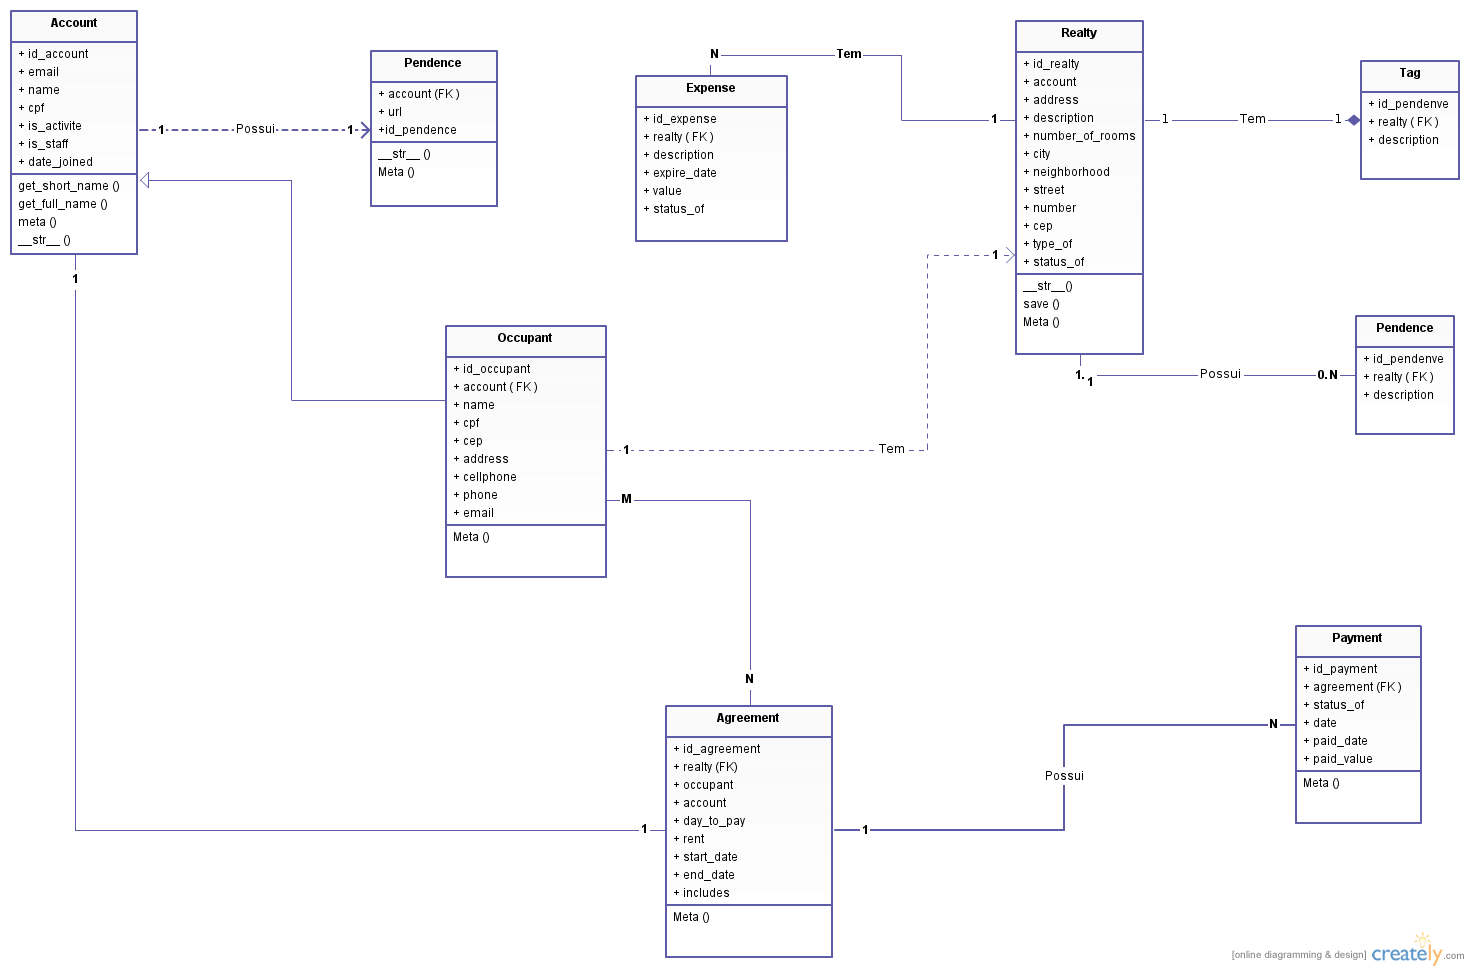 Account
+ id_account
+ email
+ name
+ cpf
+ is_activite
+ is_staff
+ date_joined
get_short_name ()
get_full_name ()
meta ()
__str__ ()
1
Possui
1
Pendence
+ account (FK )
+ url
+id_pendence
__str__ ()
Meta ()
N
Tem
1
Expense
+ id_expense
+ realty ( FK )
+ description
+ expire_date
+ value
+ status_of
Realty
+ id_realty
+ account
+ address
+ description
+ number_of_rooms
+ city
+ neighborhood
+ street
+ number
+ cep
+ type_of
+ status_of
__str__()
save ()
Meta ()
1
Tem
1
Tag
+ id_pendenve
+ realty ( FK )
+ description
1
1
1..1
Possui
0.N
Pendence
+ id_pendenve
+ realty ( FK )
+ description
Occupant
+ id_occupant
+ account ( FK )
+ name
+ cpf
+ cep
+ address
+ cellphone
+ phone
+ email
Meta ()
1
Tem
M
N
Agreement
+ id_agreement
+ realty (FK)
+ occupant
+ account
+ day_to_pay
+ rent
+ start_date
+ end_date
+ includes
Meta ()
1
1
Possui
N
Payment
+ id_payment
+ agreement (FK )
+ status_of
+ date
+ paid_date
+ paid_value
Meta ()
[online diagramming & design] creately.com